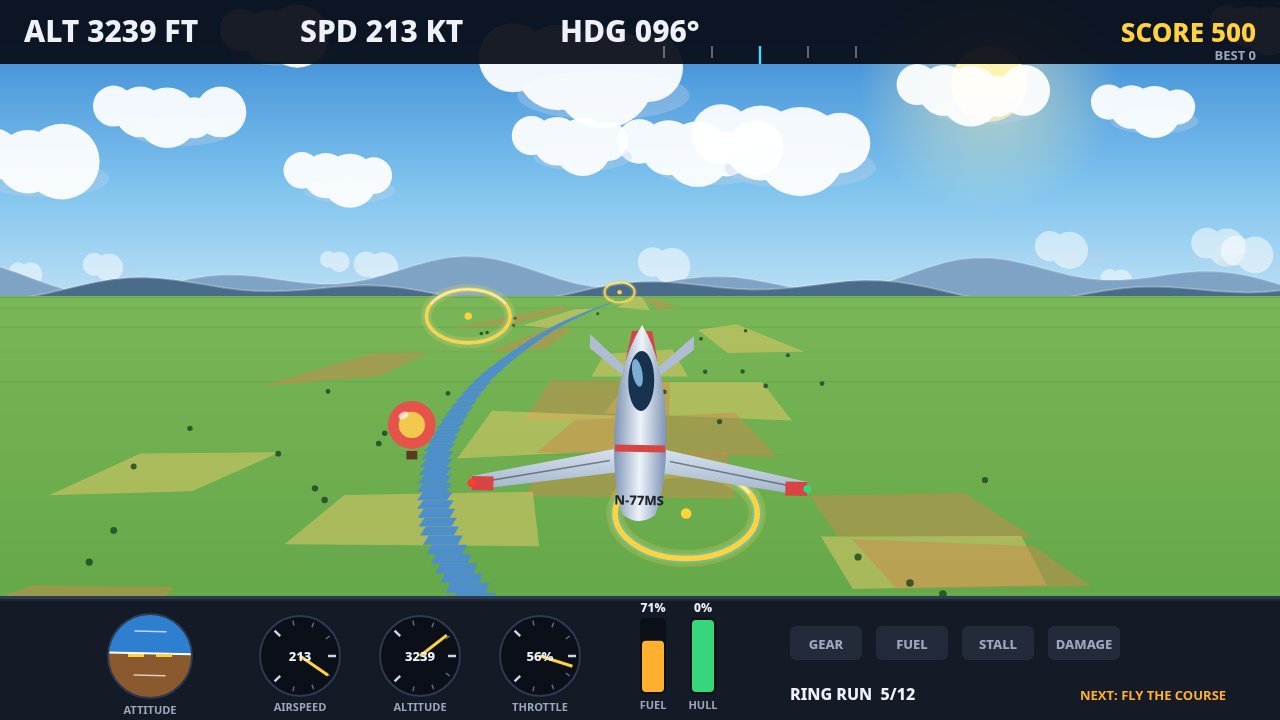 ALT 3239 FT
SPD 213 KT
HDG 096°
SCORE 500
BEST 0
N-77MS
71%
0%
213
3239
56%
GEAR
FUEL
STALL
DAMAGE
ATTITUDE
AIRSPEED
ALTITUDE
THROTTLE
FUEL
HULL
RING RUN 5/12
NEXT: FLY THE COURSE